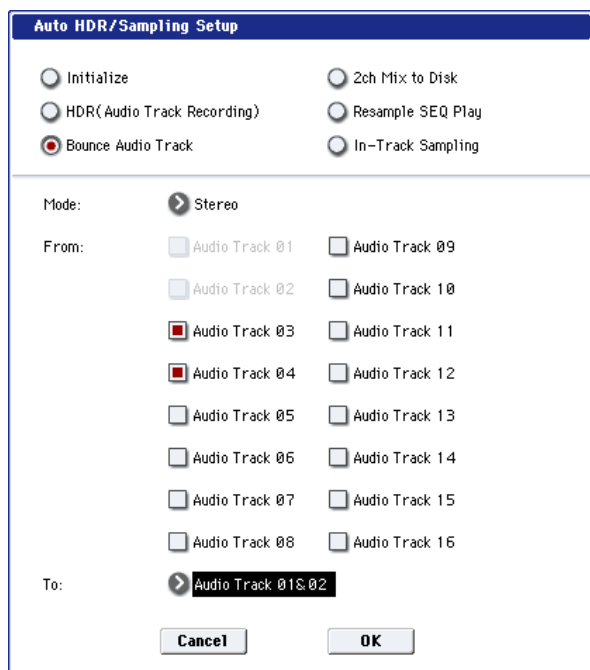 Auto HDR/Sampling Setup
Initialize 2ch Mix to Disk
HDR(Audio Track Recording) Resample SEQ Play
Bounce Audio Track In-Track Sampling
Mode: Stereo
From: Audio Track 01 Audio Track 09
Audio Track 02 Audio Track 10
Audio Track 03 Audio Track 11
Audio Track 04 Audio Track 12
Audio Track 05 Audio Track 13
Audio Track 06 Audio Track 14
Audio Track 07 Audio Track 15
Audio Track 08 Audio Track 16
To: Audio Track 01&02
Cancel OK